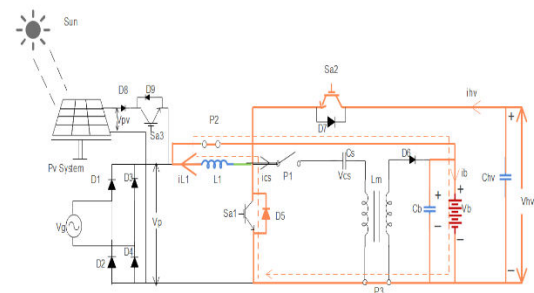 Sun
Sa2
D8
D9
Vpv
P2
D7
ihv
Sa3
Pv System
iL1
L1
ics
P1
Cs
Vcs
Lm
D6
ib
Chv
Vhv
D1
D3
Vp
Sa1
D5
Cb
Vb
D2
D4
P3